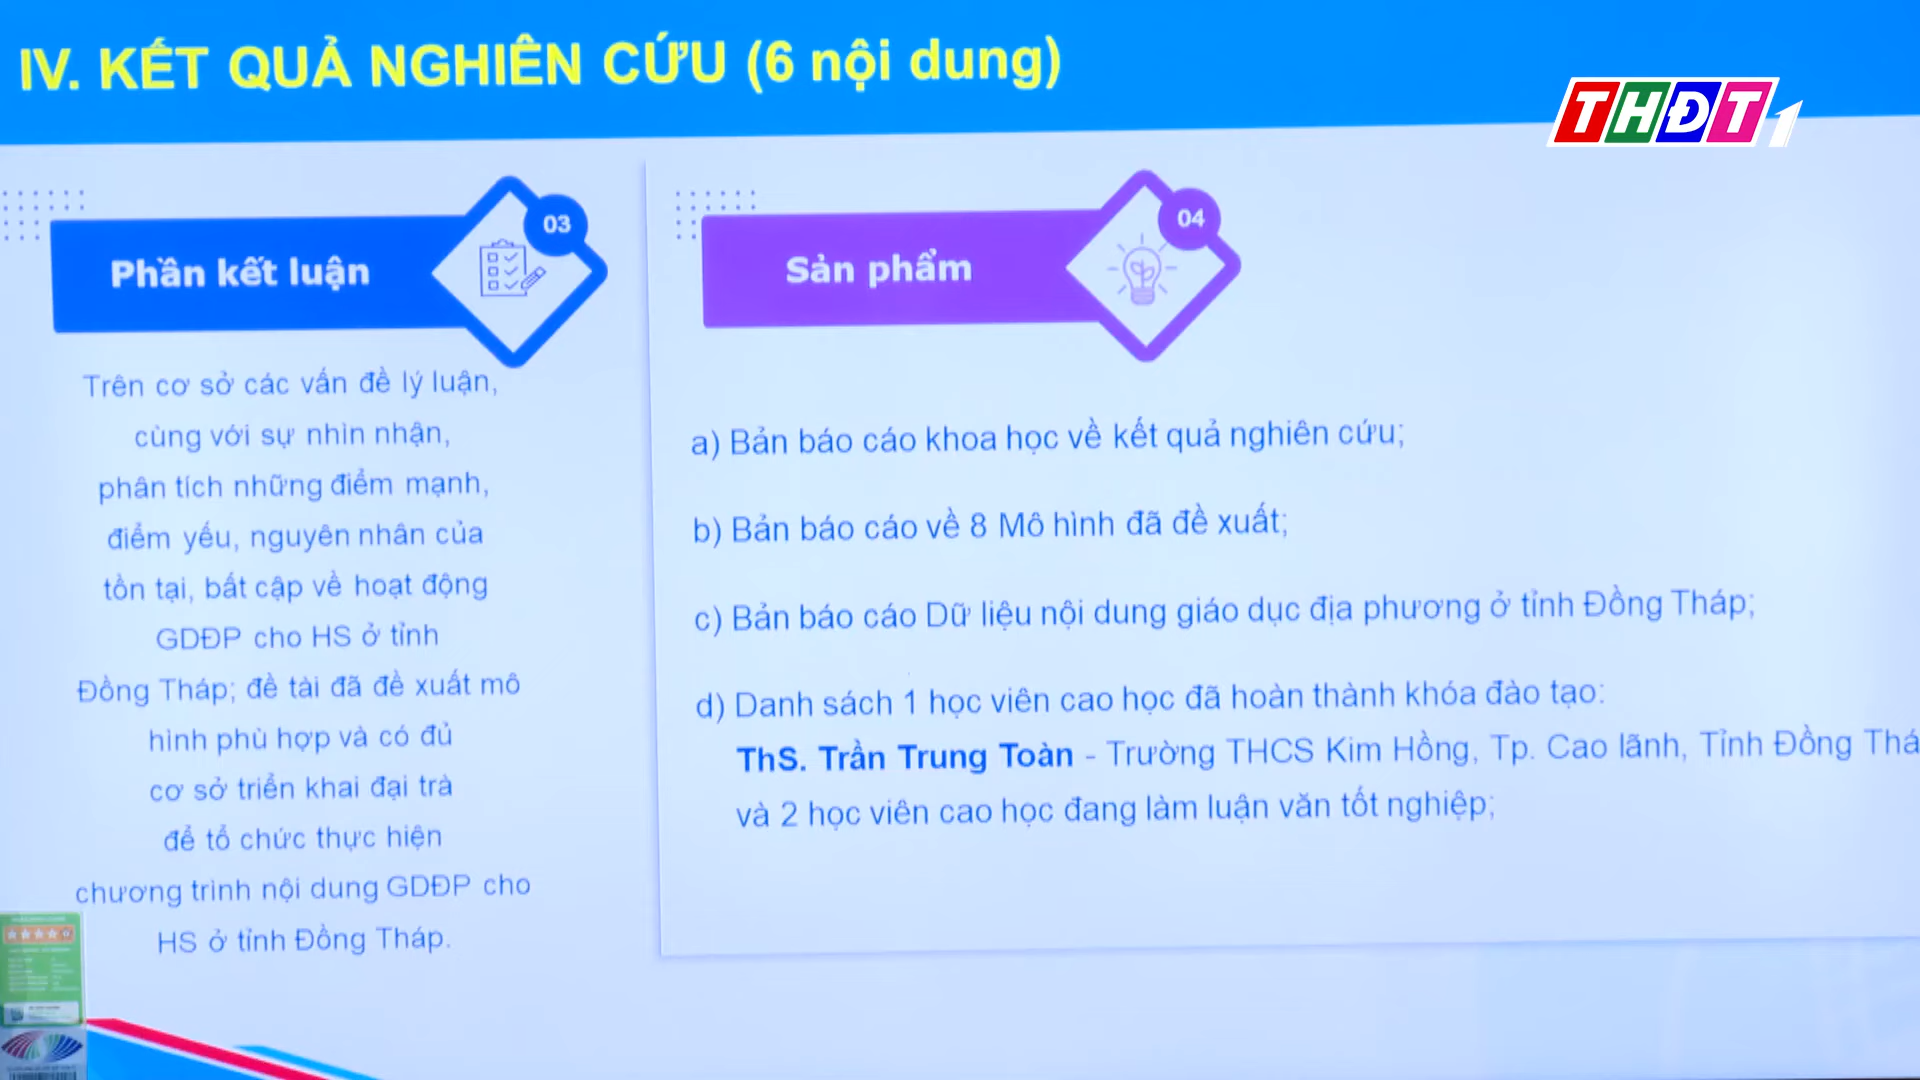 IV. KẾT QUẢ NGHIÊN CỨU (6 nội dung)
THĐT1
03
Phần kết luận
Trên cơ sở các vấn đề lý luận,
cùng với sự nhìn nhận,
phân tích những điểm mạnh,
điểm yếu, nguyên nhân của
tồn tại, bất cập về hoạt động
GDĐP cho HS ở tỉnh
Đồng Tháp; đề tài đã đề xuất mô
hình phù hợp và có đủ
cơ sở triển khai đại trà
để tổ chức thực hiện
chương trình nội dung GDĐP cho
HS ở tỉnh Đồng Tháp.
04
Sản phẩm
a) Bản báo cáo khoa học về kết quả nghiên cứu;
b) Bản báo cáo về 8 Mô hình đã đề xuất;
c) Bản báo cáo Dữ liệu nội dung giáo dục địa phương ở tỉnh Đồng Tháp;
d) Danh sách 1 học viên cao học đã hoàn thành khóa đào tạo:
ThS. Trần Trung Toàn - Trường THCS Kim Hồng, Tp. Cao lãnh, Tỉnh Đồng Thá
và 2 học viên cao học đang làm luận văn tốt nghiệp;